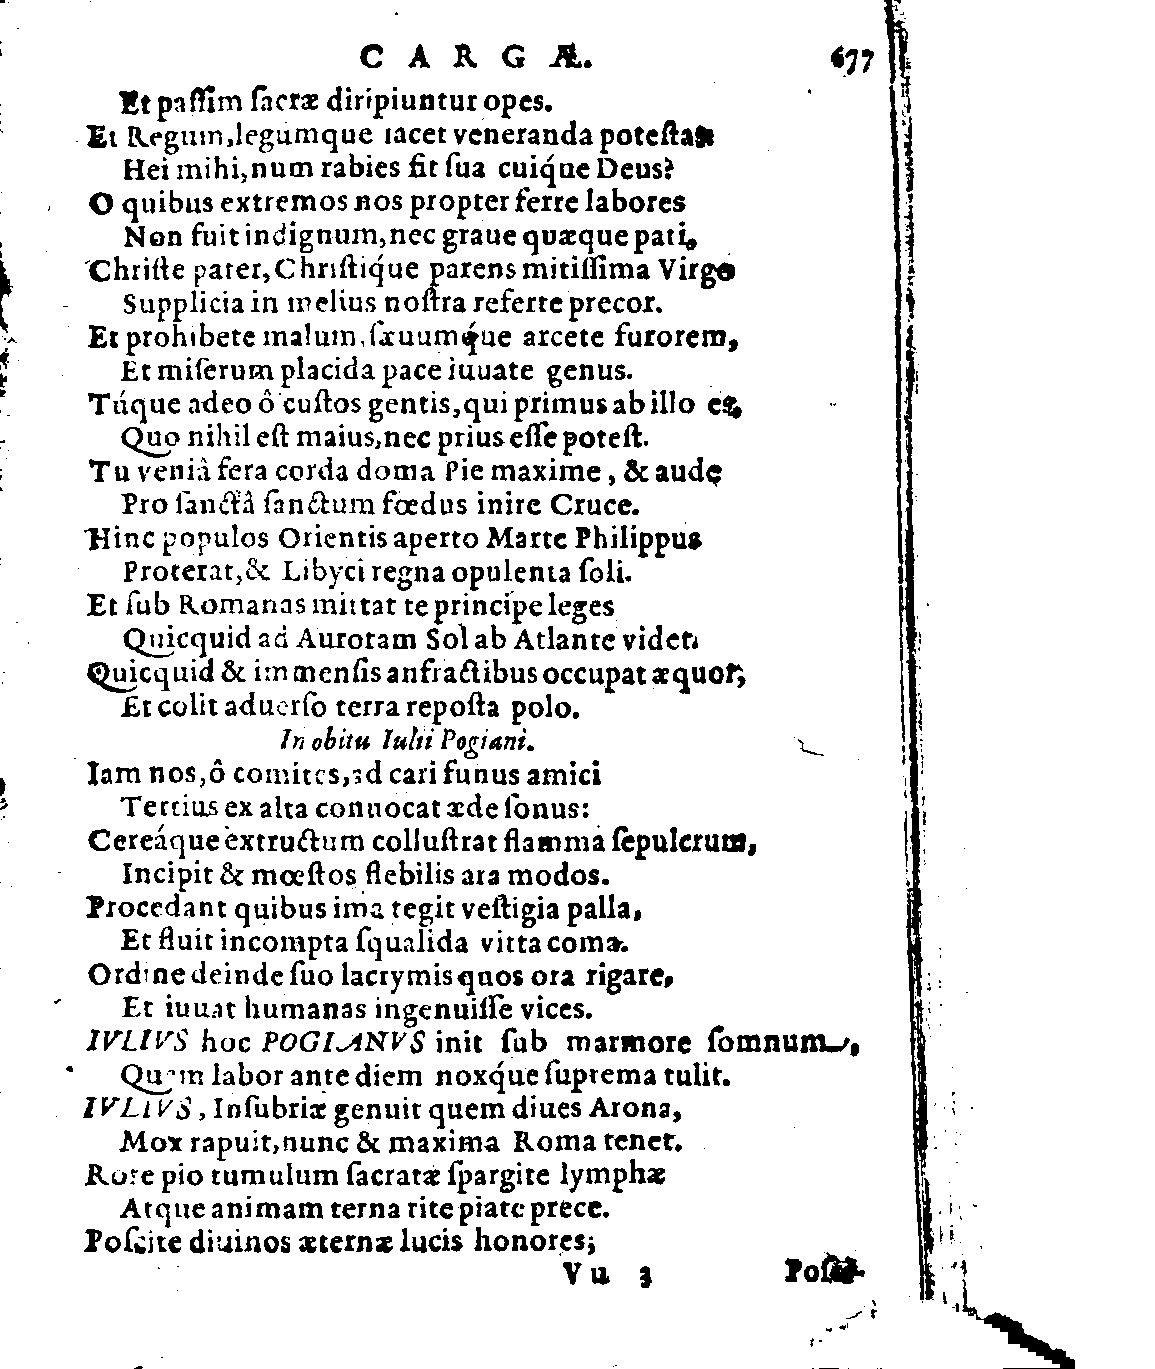 CARGÆ. 677
Et paſſim ſacræ diripiuntur opes.
Et Regum, legumque iacet veneranda poteſtas
Hei mihi, num rabies fit ſua cuiq́ue Deus?
O quibus extremos nos propter ferre labores
Non fuit indignum, nec graue quæque pati,
Chriſte pater, Chriſtiq́ue parens mitiſſima Virgo
Supplicia in melius noſtra referte precor.
Et prohibete malum, ſæuumq́ue arcete furorem,
Et miſerum placida pace iuuate genus.
Túque adeo ô cuſtos gentis, qui primus ab illo es,
Quo nihil eſt maius, nec prius eſſe poteſt.
Tu veniâ fera corda doma Pie maxime, & aude
Pro ſanctâ ſanctum fœdus inire Cruce.
Hinc populos Orientis aperto Marte Philippus
Proterat, & Libyci regna opulenta ſoli.
Et ſub Romanas mittat te principe leges
Quicquid ad Auroram Sol ab Atlante videt.
Quicquid & immenſis anfractibus occupat æquor,
Et colit aduerſo terra repoſta polo.
In obitu Iulii Pogiani.
Iam nos, ô comites, ad cari funus amici
Tertius ex alta conuocat æde ſonus:
Cereáque extructum colluſtrat flamma ſepulcrum,
Incipit & mœſtos flebilis ara modos.
Procedant quibus ima tegit veſtigia palla,
Et fluit incompta ſqualida vitta coma.
Ordine deinde ſuo lacrymis quos ora rigare,
Et iuuat humanas ingenuiſſe vices.
IVLIVS hoc POGIANVS init ſub marmore ſomnum,
Quem labor ante diem noxq́ue ſuprema tulit.
IVLIVS, Inſubriæ genuit quem diues Arona,
Mox rapuit, nunc & maxima Roma tenet.
Rore pio tumulum ſacratæ ſpargite lymphæ
Atque animam terna rite piate prece.
Poſcite diuinos æternæ lucis honores;
Vu 3